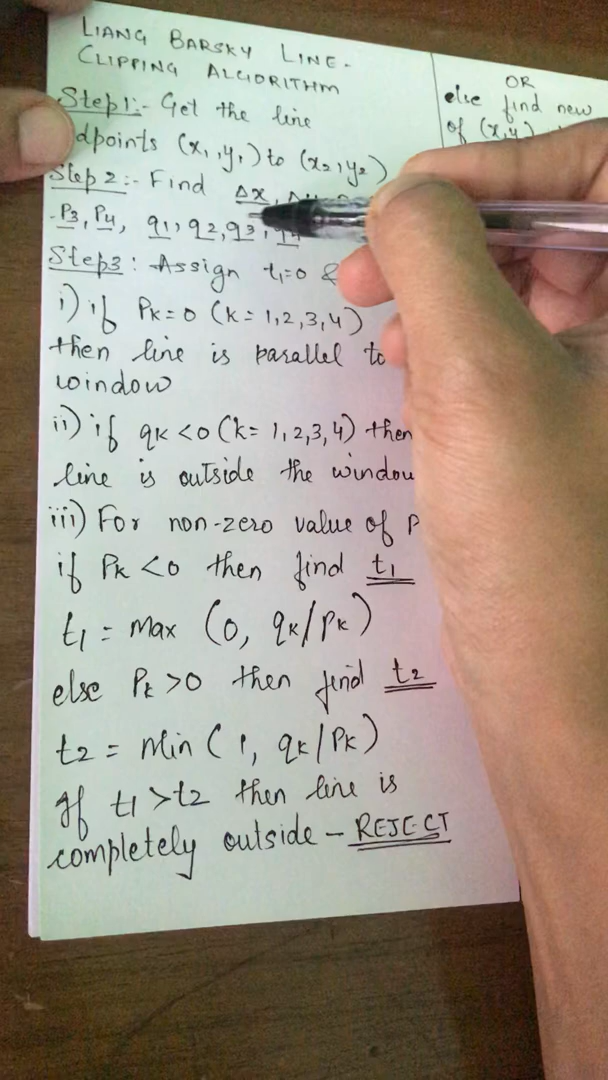 LIANG BARSKY LINE-
CLIPPING ALGORITHM
Step1:- Get the line
dpoints (x1,y1) to (x2,y2)
Step 2:- Find Δx,
-P3, P4, q1, q2, q3, q4
Step3: Assign t1=0 &
i) if Pk=0 (k=1,2,3,4)
then line is parallel to
window
ii) if qk<0 (k= 1,2,3,4) then
line is outside the window
iii) For non-zero value of P
if Pk <0 then find t1
t1 = max (0, qk/pk)
else Pk >0 then find t2
t2 = Min (1, qk/Pk)
If t1 >t2 then line is
completely outside - REJECT
OR
else find new
of (x,y)